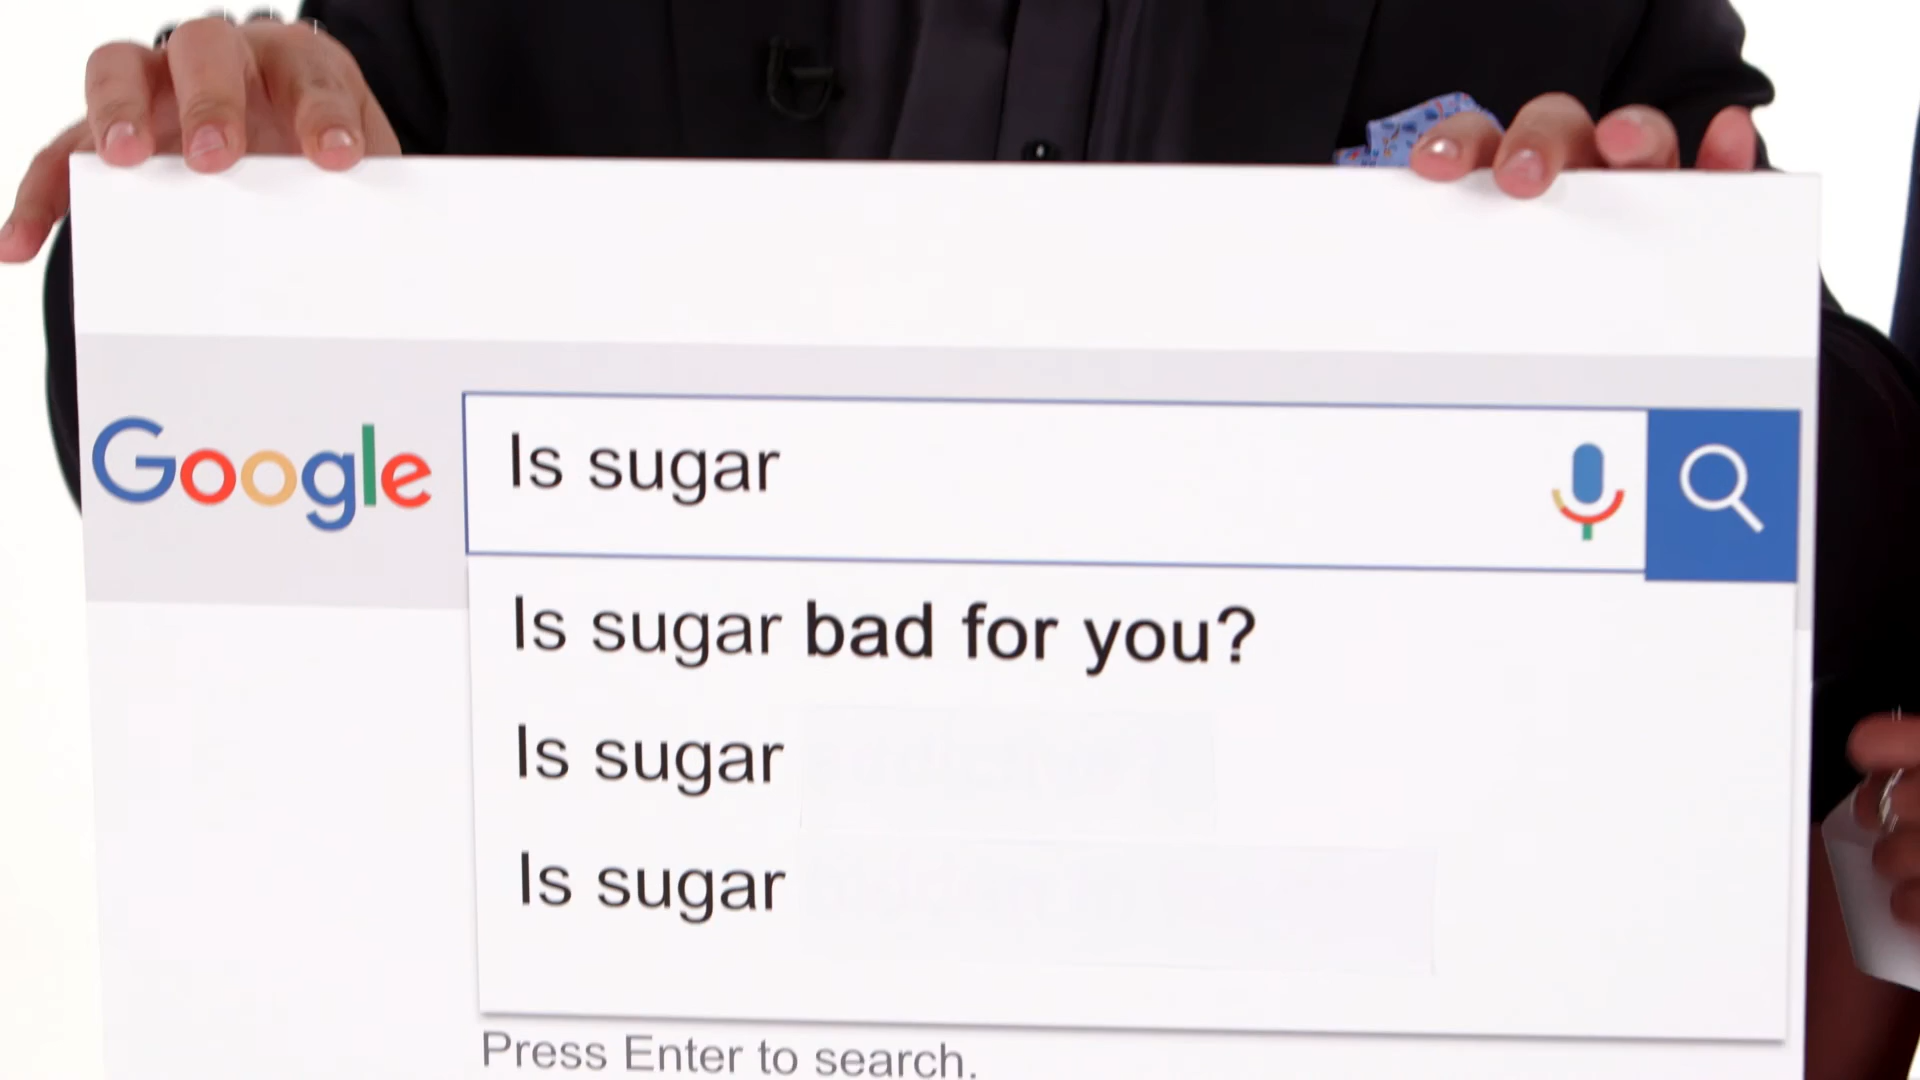 Google
Is sugar
Is sugar bad for you?
Is sugar
Is sugar
Press Enter to search.